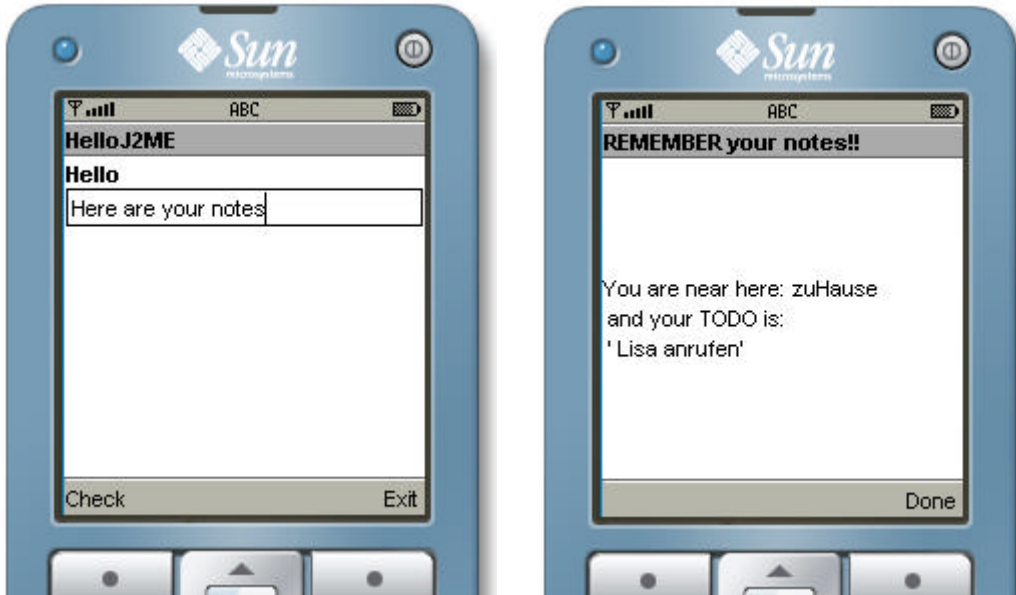 Sun
microsystems
ABC
HelloJ2ME
Hello
Here are your notes
Check Exit
Sun
microsystems
ABC
REMEMBER your notes!!
You are near here: zuHause
and your TODO is:
' Lisa anrufen'
Done